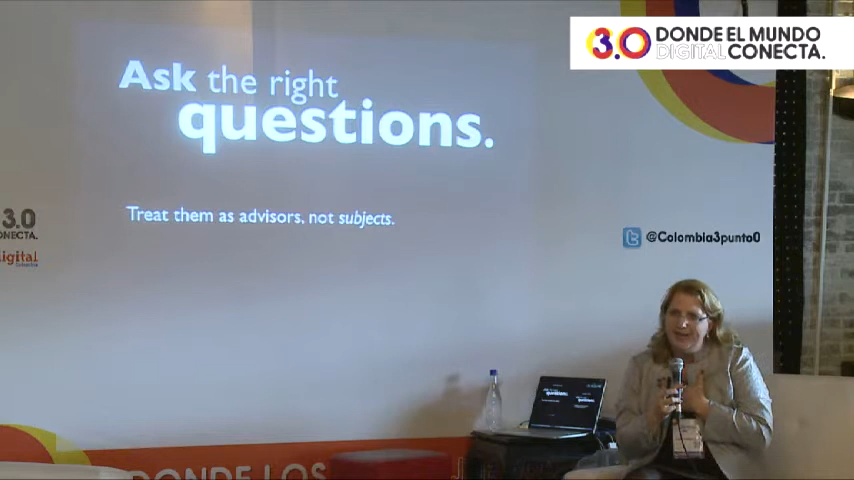 3.0 DONDE EL MUNDO
DIGITAL CONECTA.
Ask the right
questions.
Treat them as advisors, not subjects.
3.0
CONECTA.
digital
@Colombia3punto0
DONDE LOS